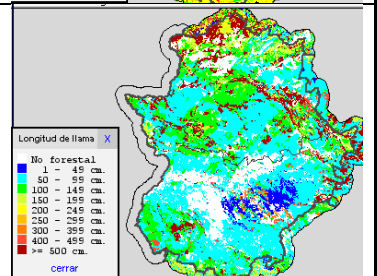 Longitud de llama X
No forestal
1 - 49 cm.
50 - 99 cm.
100 - 149 cm.
150 - 199 cm.
200 - 249 cm.
250 - 299 cm.
300 - 399 cm.
400 - 499 cm.
>= 500 cm.
cerrar